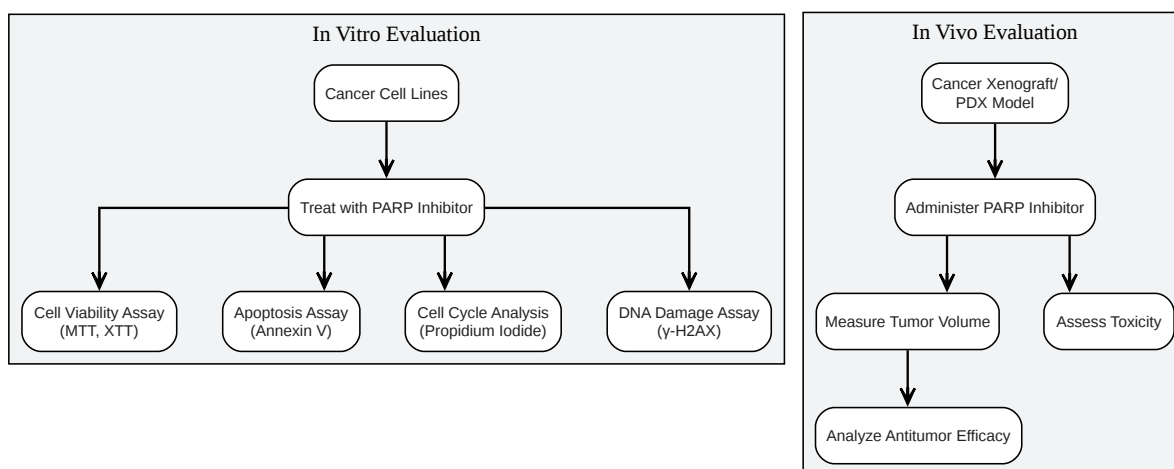 In Vitro Evaluation
Cancer Cell Lines
Treat with PARP Inhibitor
Cell Viability Assay
(MTT, XTT)
Apoptosis Assay
(Annexin V)
Cell Cycle Analysis
(Propidium Iodide)
DNA Damage Assay
(γ-H2AX)
In Vivo Evaluation
Cancer Xenograft/
PDX Model
Administer PARP Inhibitor
Measure Tumor Volume
Assess Toxicity
Analyze Antitumor Efficacy